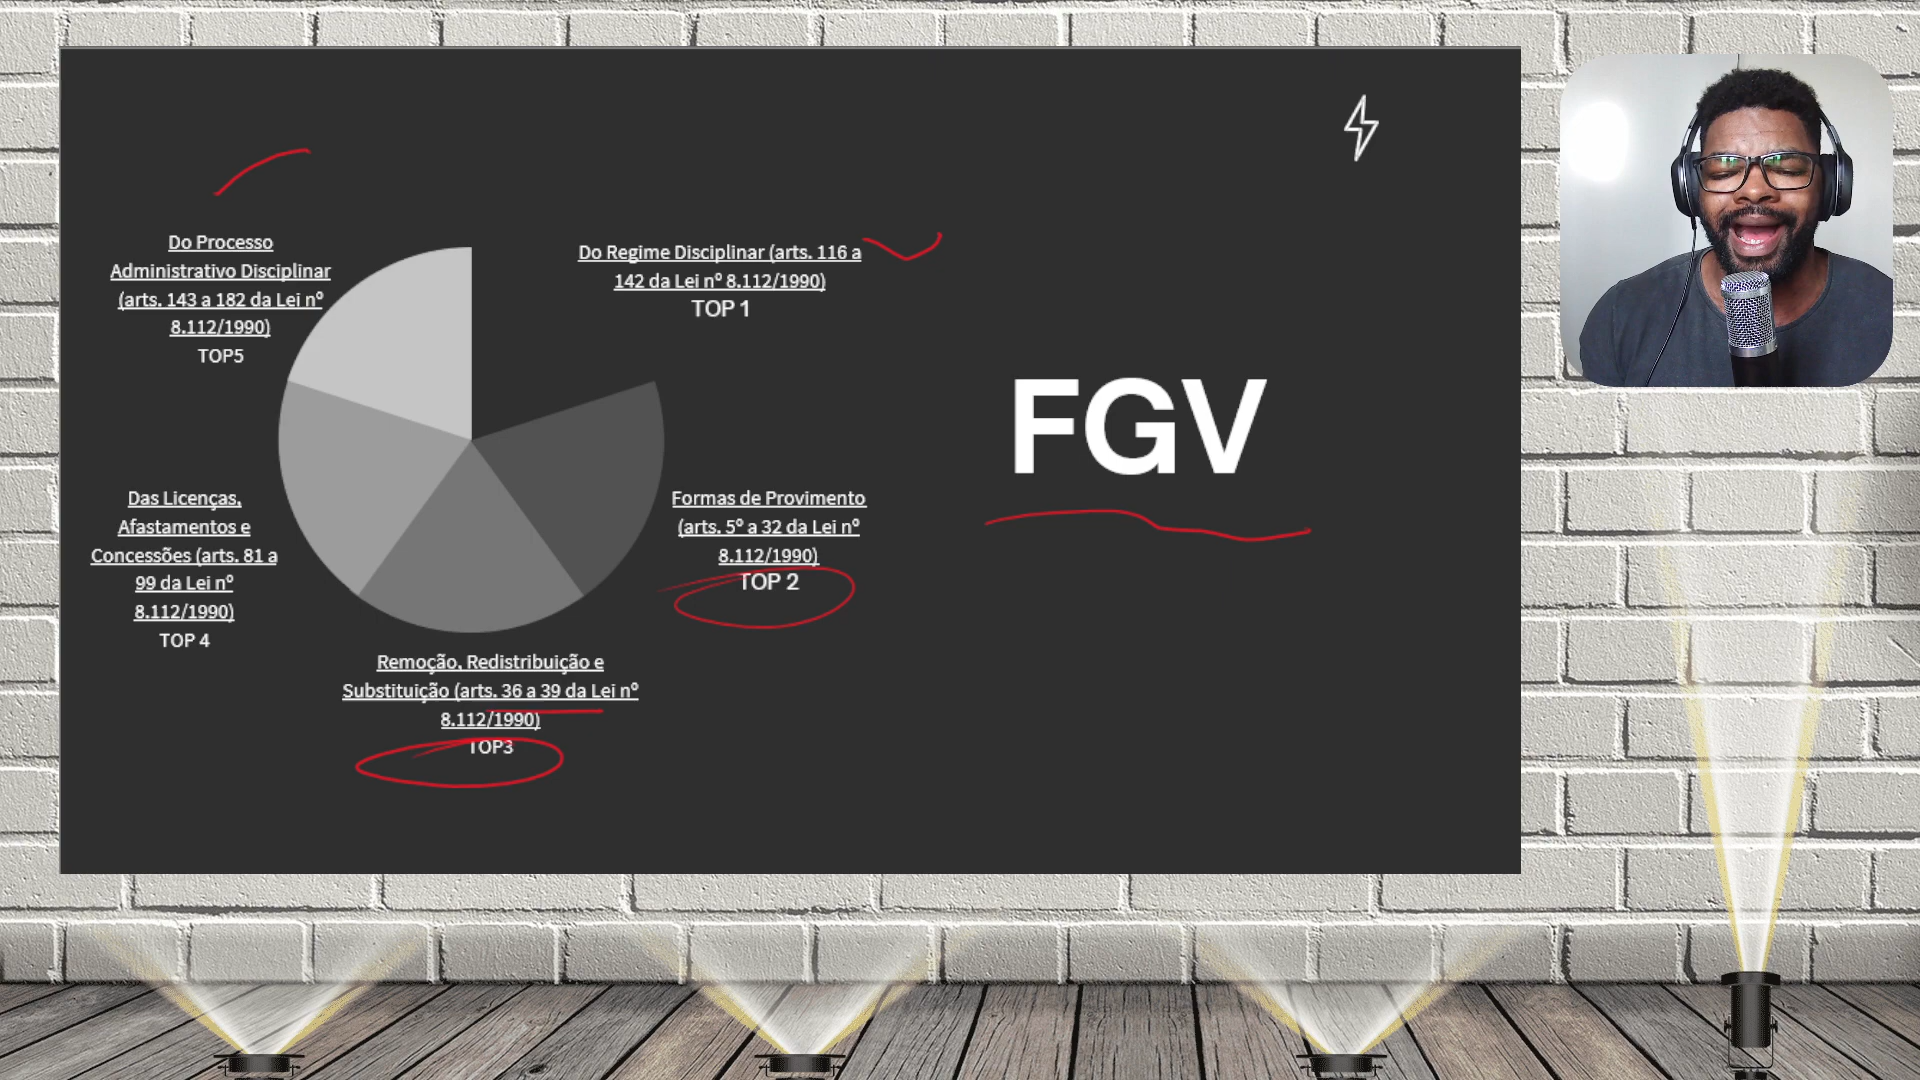 Do Processo
Administrativo Disciplinar
(arts. 143 a 182 da Lei nº
8.112/1990)
TOP5
Do Regime Disciplinar (arts. 116 a
142 da Lei nº 8.112/1990)
TOP 1
FGV
Das Licenças,
Afastamentos e
Concessões (arts. 81 a
99 da Lei nº
8.112/1990)
TOP 4
Formas de Provimento
(arts. 5º a 32 da Lei nº
8.112/1990)
TOP 2
Remoção, Redistribuição e
Substituição (arts. 36 a 39 da Lei nº
8.112/1990)
TOP3